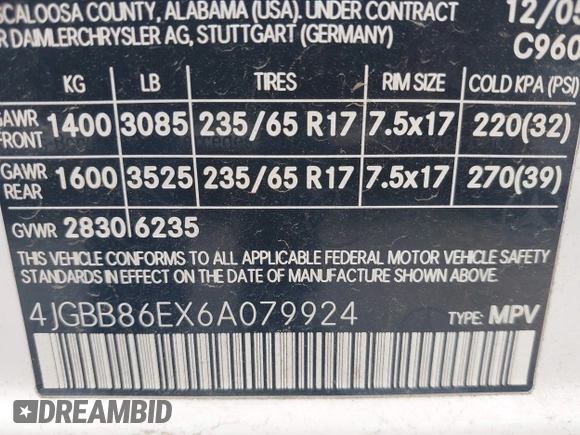 SCALOOSA COUNTY, ALABAMA (USA). UNDER CONTRACT 12/05
R DAIMLERCHRYSLER AG, STUTTGART (GERMANY) C960
KG LB TIRES RIM SIZE COLD KPA (PSI)
GAWR FRONT 1400 3085 235/65 R17 7.5x17 220(32)
GAWR REAR 1600 3525 235/65 R17 7.5x17 270(39)
GVWR 2830 6235
THIS VEHICLE CONFORMS TO ALL APPLICABLE FEDERAL MOTOR VEHICLE SAFETY
STANDARDS IN EFFECT ON THE DATE OF MANUFACTURE SHOWN ABOVE.
4JGBB86EX6A079924 TYPE: MPV
DREAMBID